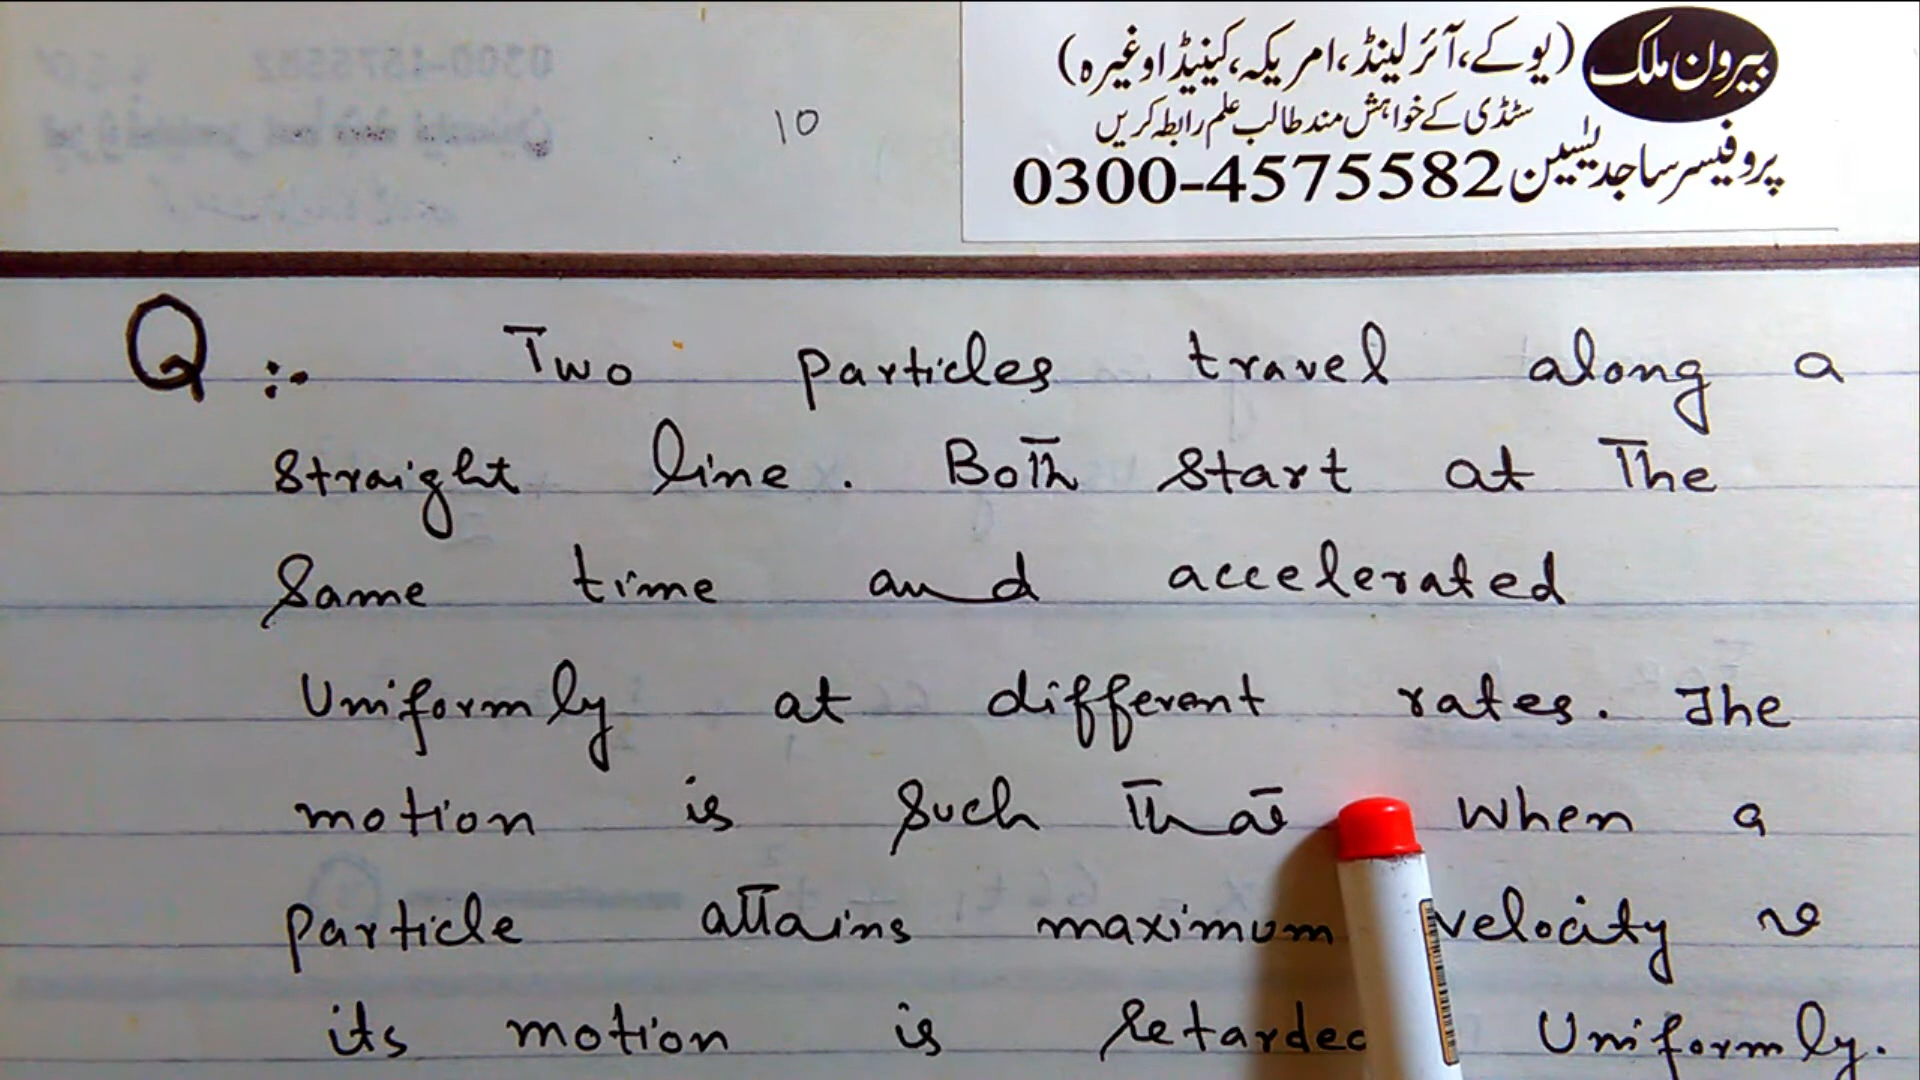 بیرون ملک (یوکے، آئرلینڈ، امریکہ، کینیڈا وغیرہ)
سٹڈی کے خواہش مند طالب علم رابطہ کریں
پروفیسر ساجد یٰسین 0300-4575582
10
Q:- Two particles travel along a
straight line. Both start at the
same time and accelerated
Uniformly at different rates. The
motion is such that when a
particle attains maximum velocity v
its motion is retarded Uniformly.